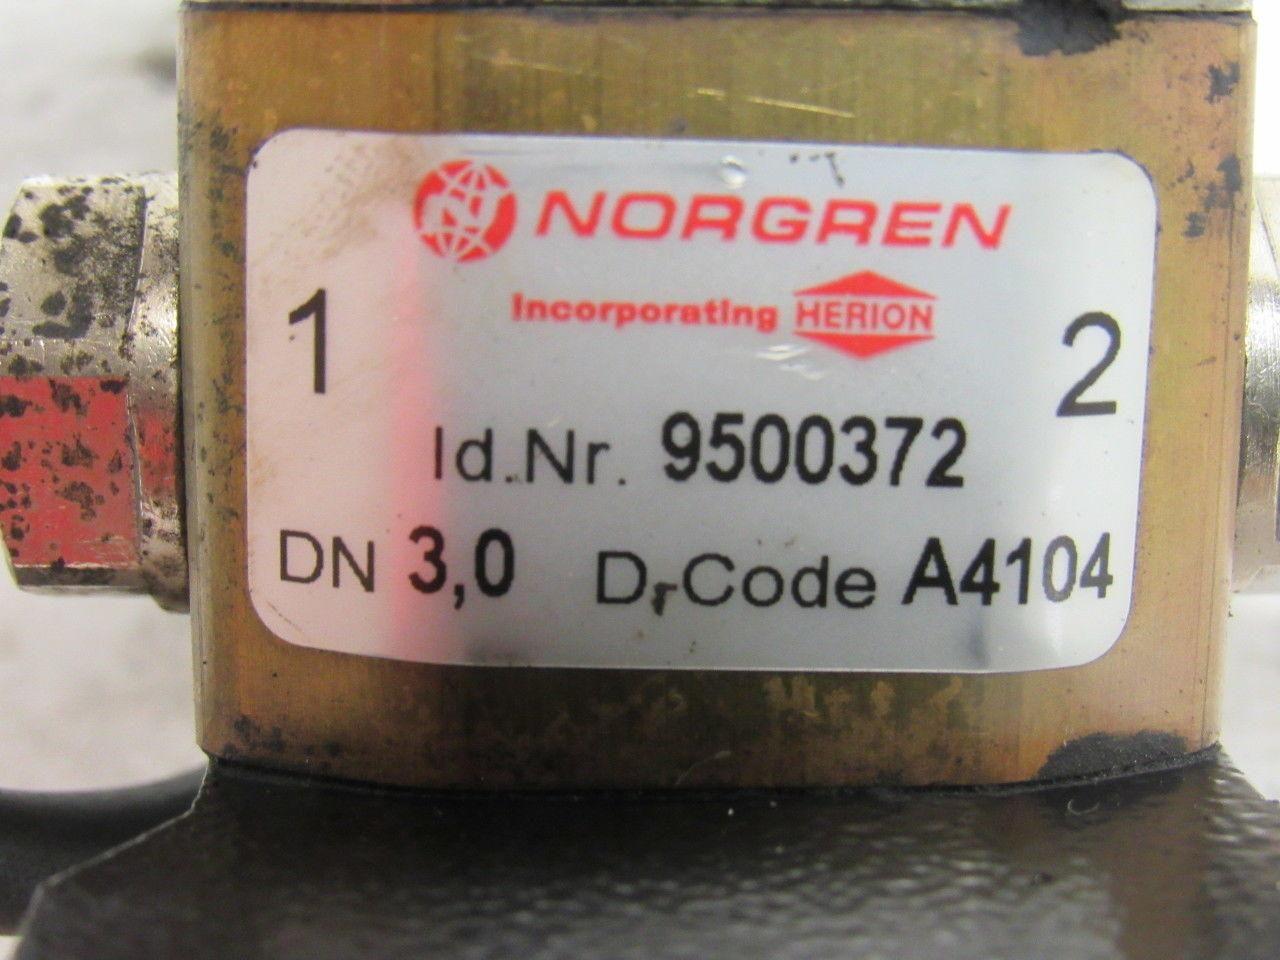 NORGREN
Incorporating HERION
1
2
Id.Nr. 9500372
DN 3,0 DrCode A4104